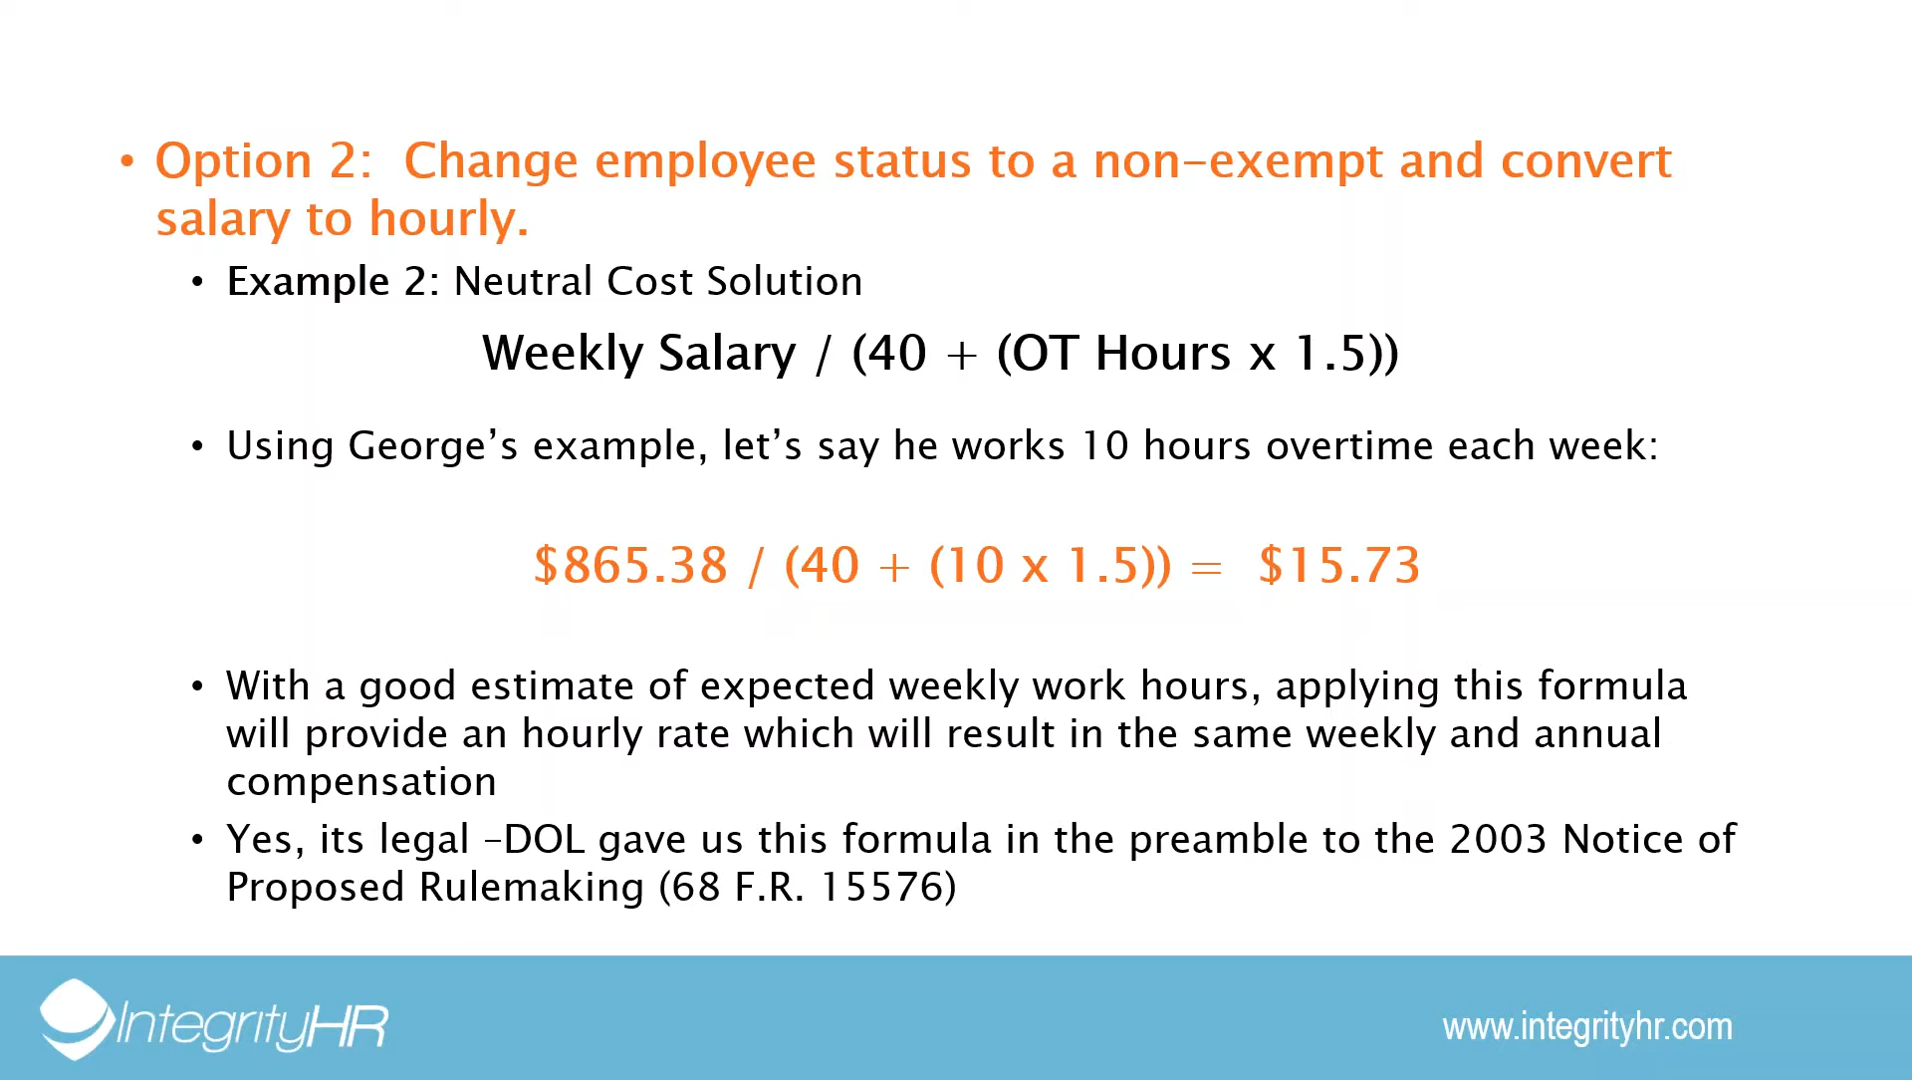 • Option 2:  Change employee status to a non-exempt and convert
salary to hourly.
• Example 2: Neutral Cost Solution
Weekly Salary / (40 + (OT Hours x 1.5))
• Using George’s example, let’s say he works 10 hours overtime each week:
$865.38 / (40 + (10 x 1.5)) =  $15.73
• With a good estimate of expected weekly work hours, applying this formula
will provide an hourly rate which will result in the same weekly and annual
compensation
• Yes, its legal –DOL gave us this formula in the preamble to the 2003 Notice of
Proposed Rulemaking (68 F.R. 15576)
IntegrityHR
www.integrityhr.com